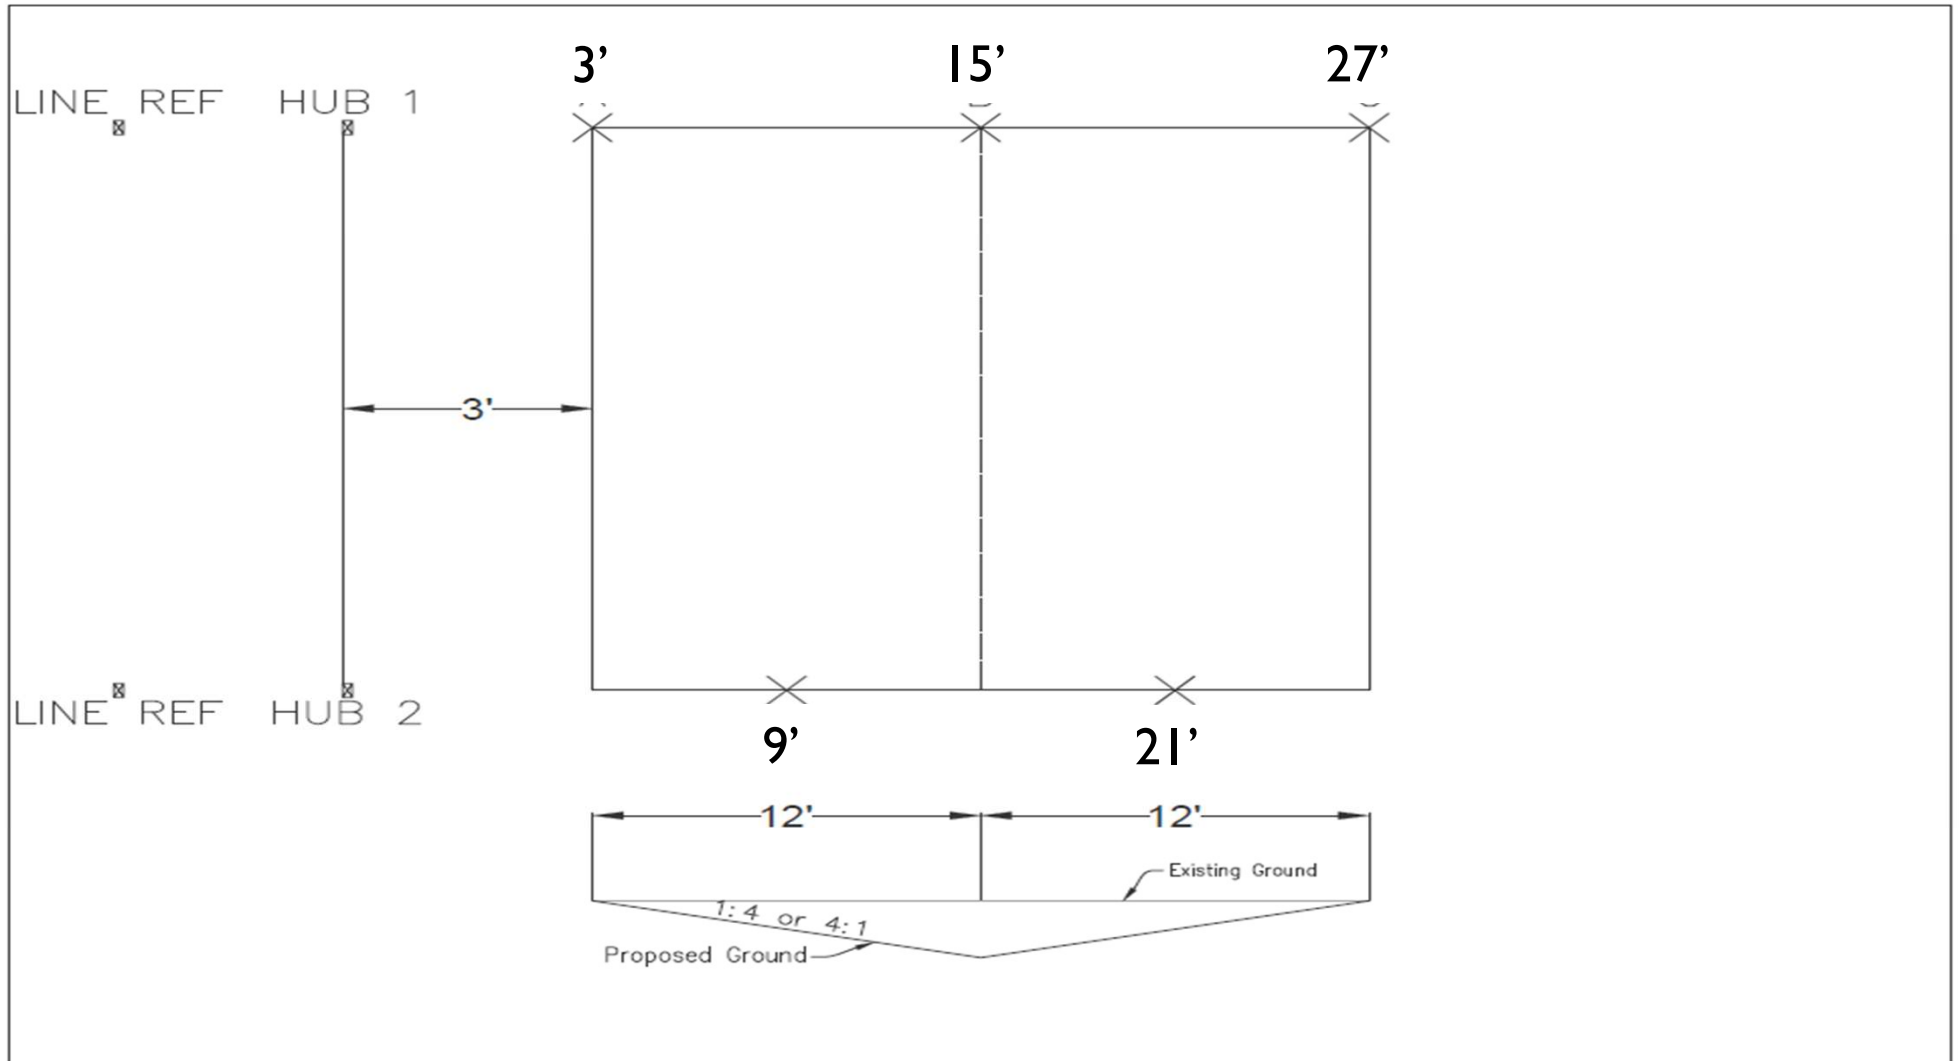 3’ 15’ 27’
LINE REF HUB 1
3'
LINE REF HUB 2
9’ 21’
12' 12'
Existing Ground
1:4 or 4:1
Proposed Ground